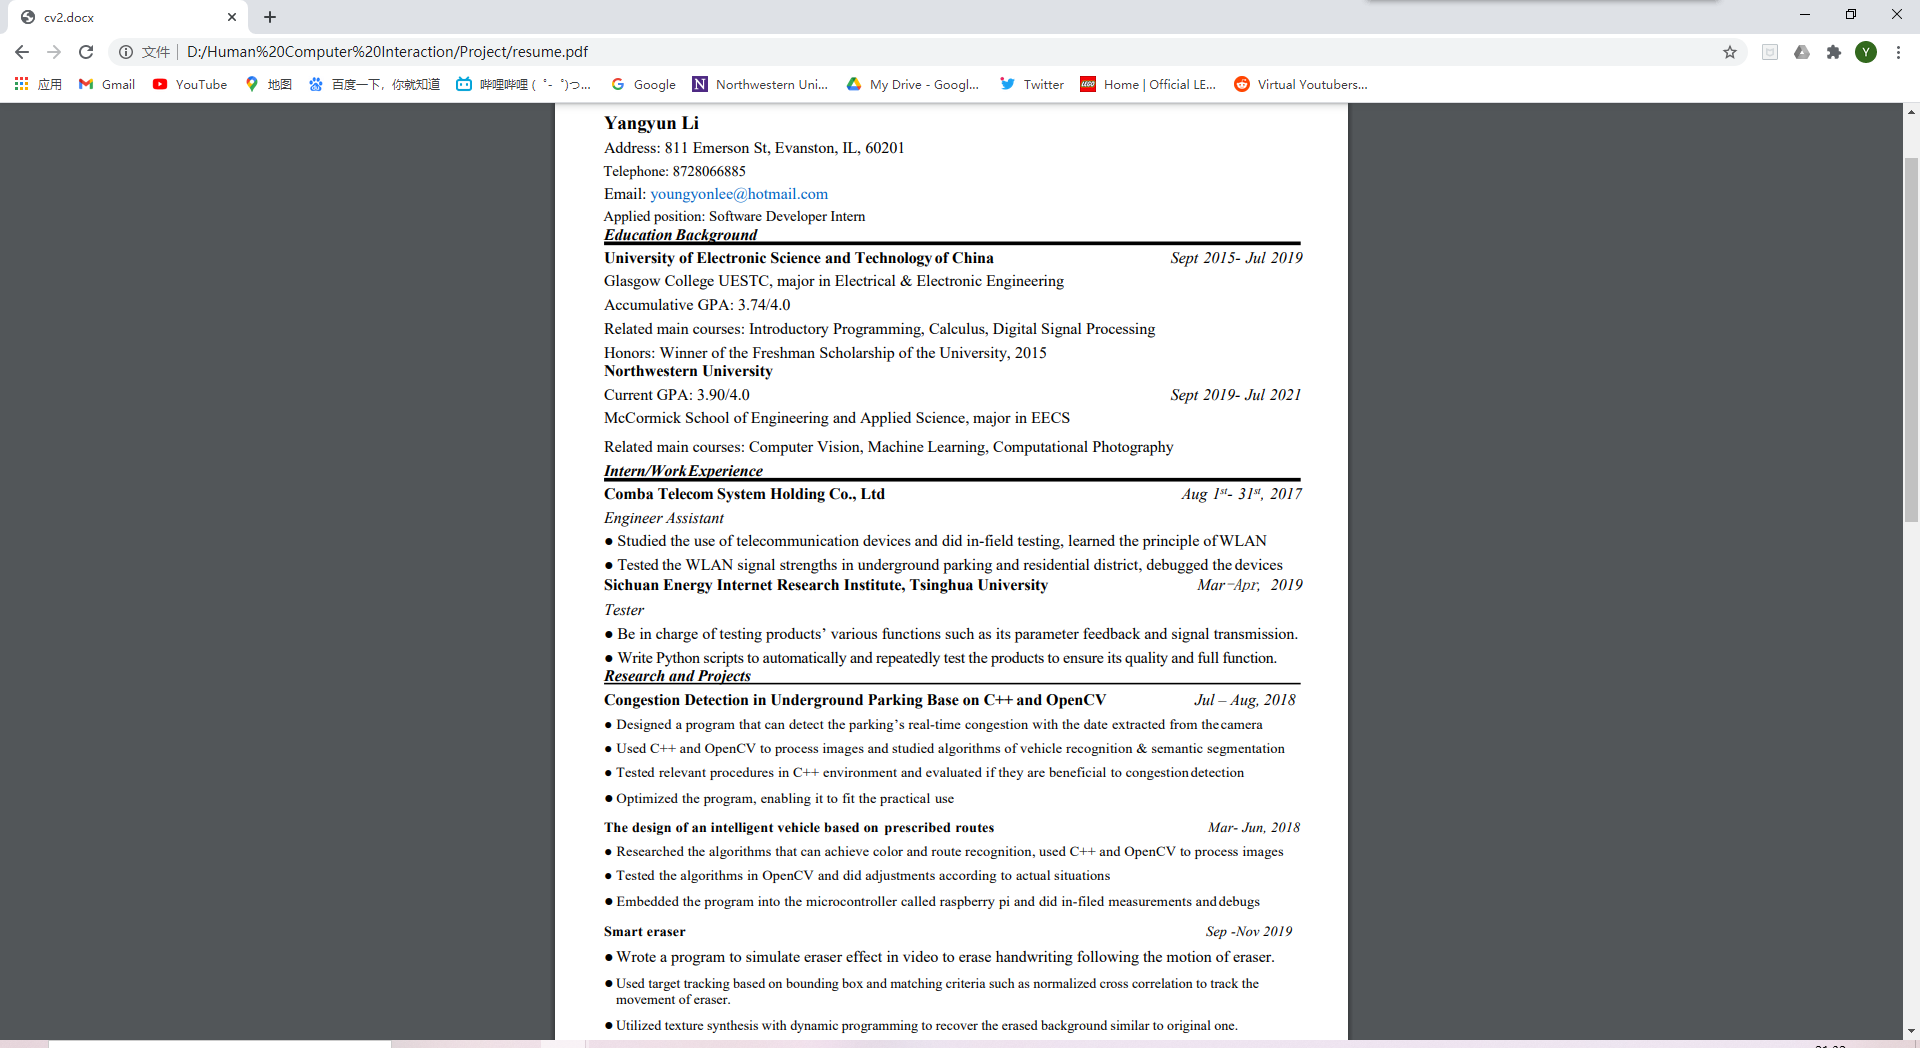 cv2.docx
文件 D:/Human%20Computer%20Interaction/Project/resume.pdf Y
应用 Gmail YouTube 地图 百度一下，你就知道 哔哩哔哩 ( ゜- ゜)つ... Google Northwestern Uni... My Drive - Googl... Twitter Home | Official LE... Virtual Youtubers...
Yangyun Li
Address: 811 Emerson St, Evanston, IL, 60201
Telephone: 8728066885
Email: youngyonlee@hotmail.com
Applied position: Software Developer Intern
Education Background
University of Electronic Science and Technology of China Sept 2015- Jul 2019
Glasgow College UESTC, major in Electrical & Electronic Engineering
Accumulative GPA: 3.74/4.0
Related main courses: Introductory Programming, Calculus, Digital Signal Processing
Honors: Winner of the Freshman Scholarship of the University, 2015
Northwestern University
Current GPA: 3.90/4.0 Sept 2019- Jul 2021
McCormick School of Engineering and Applied Science, major in EECS
Related main courses: Computer Vision, Machine Learning, Computational Photography
Intern/Work Experience
Comba Telecom System Holding Co., Ltd Aug 1st- 31st, 2017
Engineer Assistant
● Studied the use of telecommunication devices and did in-field testing, learned the principle of WLAN
● Tested the WLAN signal strengths in underground parking and residential district, debugged the devices
Sichuan Energy Internet Research Institute, Tsinghua University Mar-Apr, 2019
Tester
● Be in charge of testing products’ various functions such as its parameter feedback and signal transmission.
● Write Python scripts to automatically and repeatedly test the products to ensure its quality and full function.
Research and Projects
Congestion Detection in Underground Parking Base on C++ and OpenCV Jul – Aug, 2018
● Designed a program that can detect the parking’s real-time congestion with the date extracted from the camera
● Used C++ and OpenCV to process images and studied algorithms of vehicle recognition & semantic segmentation
● Tested relevant procedures in C++ environment and evaluated if they are beneficial to congestion detection
● Optimized the program, enabling it to fit the practical use
The design of an intelligent vehicle based on prescribed routes Mar- Jun, 2018
● Researched the algorithms that can achieve color and route recognition, used C++ and OpenCV to process images
● Tested the algorithms in OpenCV and did adjustments according to actual situations
● Embedded the program into the microcontroller called raspberry pi and did in-filed measurements and debugs
Smart eraser Sep -Nov 2019
● Wrote a program to simulate eraser effect in video to erase handwriting following the motion of eraser.
● Used target tracking based on bounding box and matching criteria such as normalized cross correlation to track the
movement of eraser.
● Utilized texture synthesis with dynamic programming to recover the erased background similar to original one.